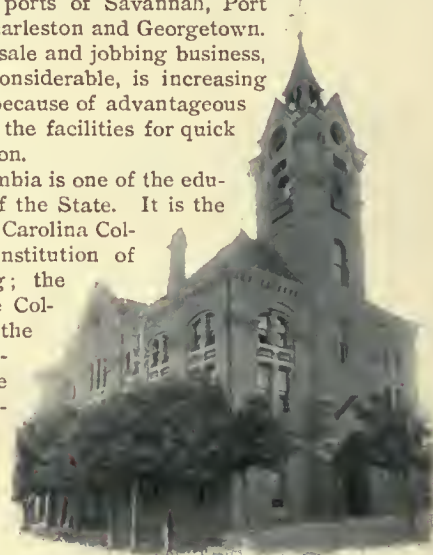 ports of Savannah, Port
arleston and Georgetown.
sale and jobbing business,
onsiderable, is increasing
because of advantageous
the facilities for quick
on.
mbia is one of the edu-
f the State. It is the
Carolina Col-
nstitution of
g; the
e Col-
the
-
e
-